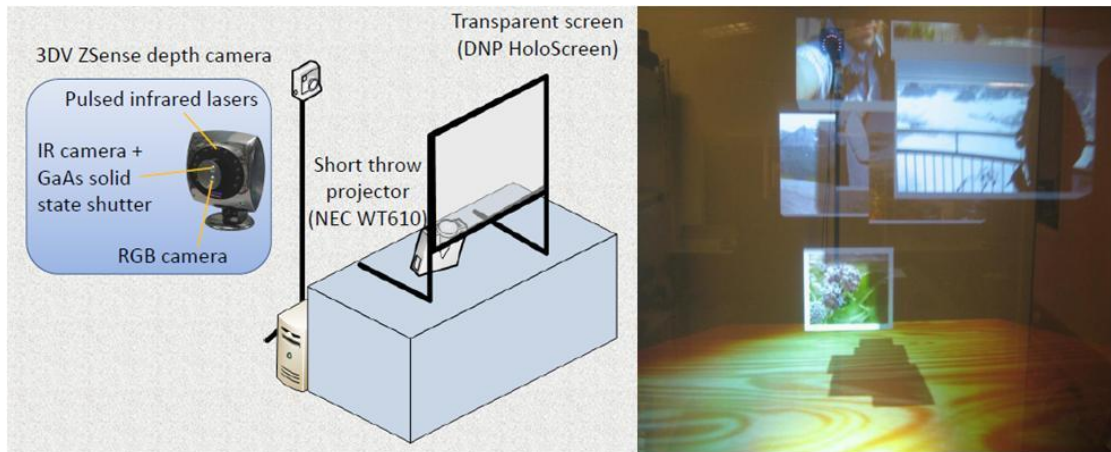 3DV ZSense depth camera
Pulsed infrared lasers
IR camera +
GaAs solid
state shutter
RGB camera
Short throw
projector
(NEC WT610)
Transparent screen
(DNP HoloScreen)